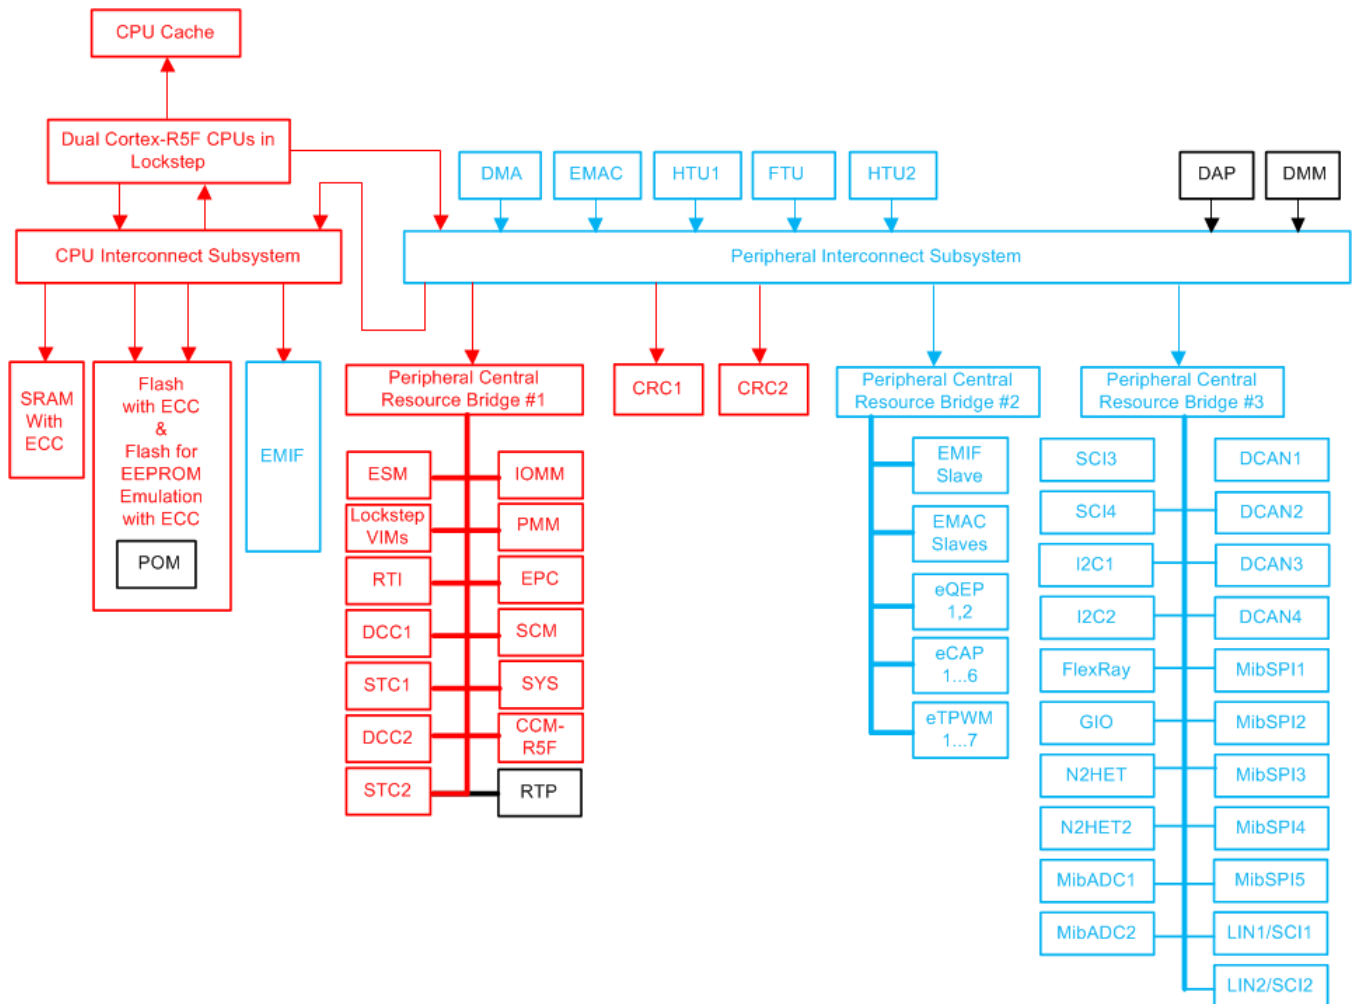 CPU Cache
Dual Cortex-R5F CPUs in
Lockstep
DMA
EMAC
HTU1
FTU
HTU2
DAP
DMM
CPU Interconnect Subsystem
Peripheral Interconnect Subsystem
SRAM
With
ECC
Flash
with ECC
&
Flash for
EEPROM
Emulation
with ECC
POM
EMIF
Peripheral Central
Resource Bridge #1
CRC1
CRC2
Peripheral Central
Resource Bridge #2
Peripheral Central
Resource Bridge #3
ESM
IOMM
Lockstep
VIMs
PMM
RTI
EPC
DCC1
SCM
STC1
SYS
DCC2
CCM-
R5F
STC2
RTP
EMIF
Slave
EMAC
Slaves
eQEP
1,2
eCAP
1...6
eTPWM
1...7
SCI3
DCAN1
SCI4
DCAN2
I2C1
DCAN3
I2C2
DCAN4
FlexRay
MibSPI1
GIO
MibSPI2
N2HET
MibSPI3
N2HET2
MibSPI4
MibADC1
MibSPI5
MibADC2
LIN1/SCI1
LIN2/SCI2